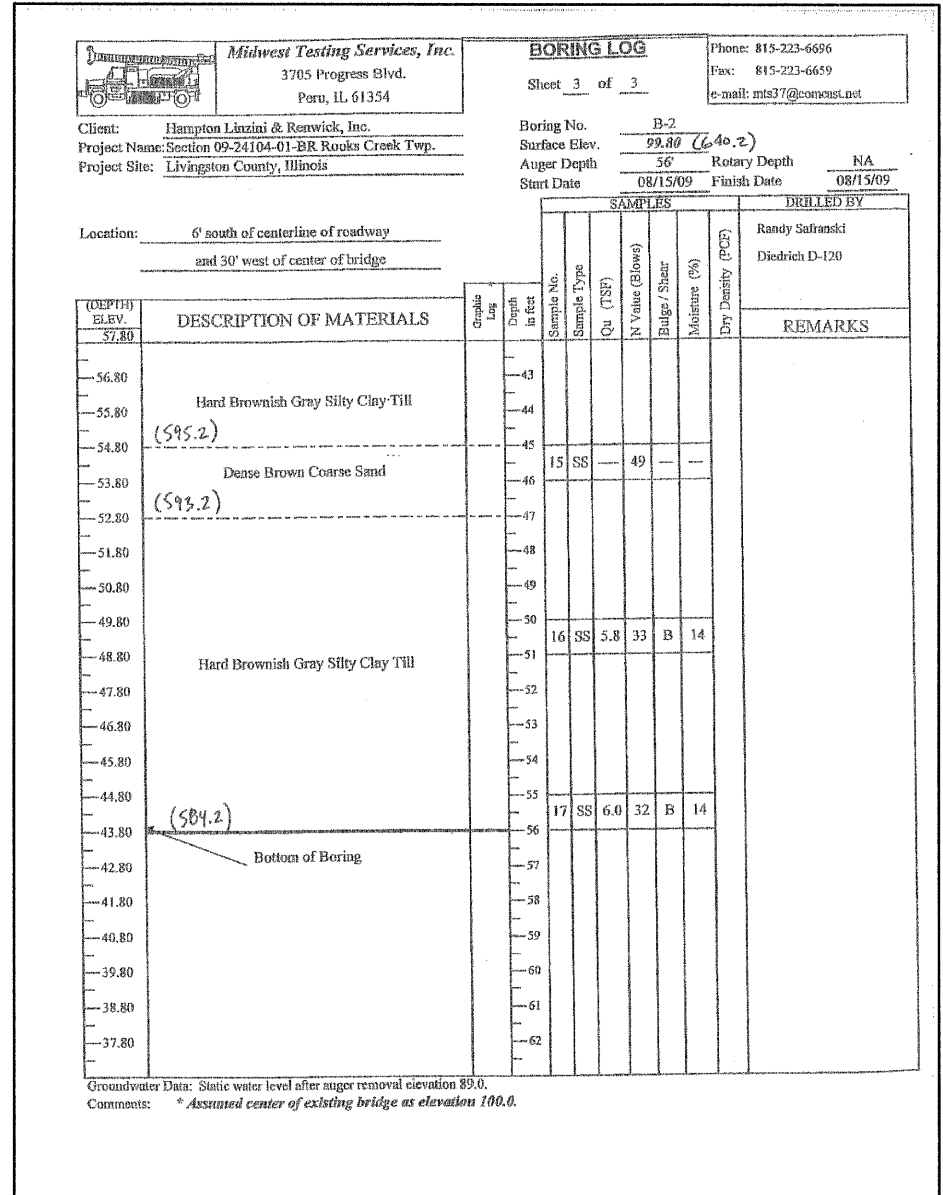 Midwest Testing Services, Inc.
3705 Progress Blvd.
Peru, IL 61354
BORING LOG
Sheet 3 of 3
Phone: 815-223-6696
Fax: 815-223-6659
e-mail: mts37@comcast.net
Client: Hampton Linzini & Renwick, Inc.
Project Name: Section 09-24104-01-BR Rooks Creek Twp.
Project Site: Livingston County, Illinois
Boring No. B-2
Surface Elev. 99.80 (640.2)
Auger Depth 56' Rotary Depth NA
Start Date 08/15/09 Finish Date 08/15/09
Location: 6' south of centerline of roadway
and 30' west of center of bridge
SAMPLES
DRILLED BY
Randy Safranski
Diedrich D-120
(DEPTH)
ELEV.
57.80
DESCRIPTION OF MATERIALS
Graphic Log
Depth in feet
Sample No.
Sample Type
Qu (TSF)
N Value (Blows)
Bulge / Shear
Moisture (%)
Dry Density (PCF)
REMARKS
56.80 43
Hard Brownish Gray Silty Clay Till
55.80 44
(595.2)
54.80 45
Dense Brown Coarse Sand
15 SS — 49 — —
53.80 46
(593.2)
52.80 47
51.80 48
50.80 49
49.80 50
16 SS 5.8 33 B 14
48.80 51
Hard Brownish Gray Silty Clay Till
47.80 52
46.80 53
45.80 54
44.80 55
(584.2)
17 SS 6.0 32 B 14
43.80 56
Bottom of Boring
42.80 57
41.80 58
40.80 59
39.80 60
38.80 61
37.80 62
Groundwater Data: Static water level after auger removal elevation 89.0.
Comments: * Assumed center of existing bridge as elevation 100.0.